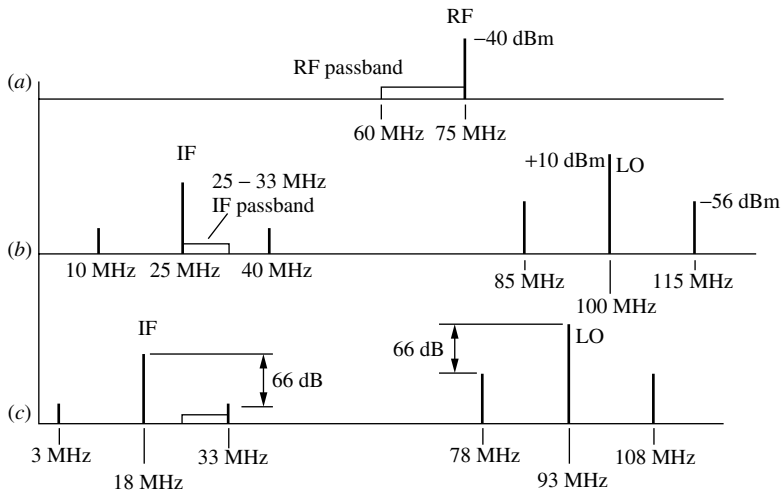 RF
−40 dBm
RF passband
(a)
60 MHz 75 MHz
IF
25 – 33 MHz
IF passband
+10 dBm LO
−56 dBm
(b)
10 MHz 25 MHz 40 MHz 85 MHz 115 MHz
100 MHz
IF
66 dB
66 dB
LO
(c)
3 MHz 33 MHz 78 MHz 108 MHz
18 MHz 93 MHz